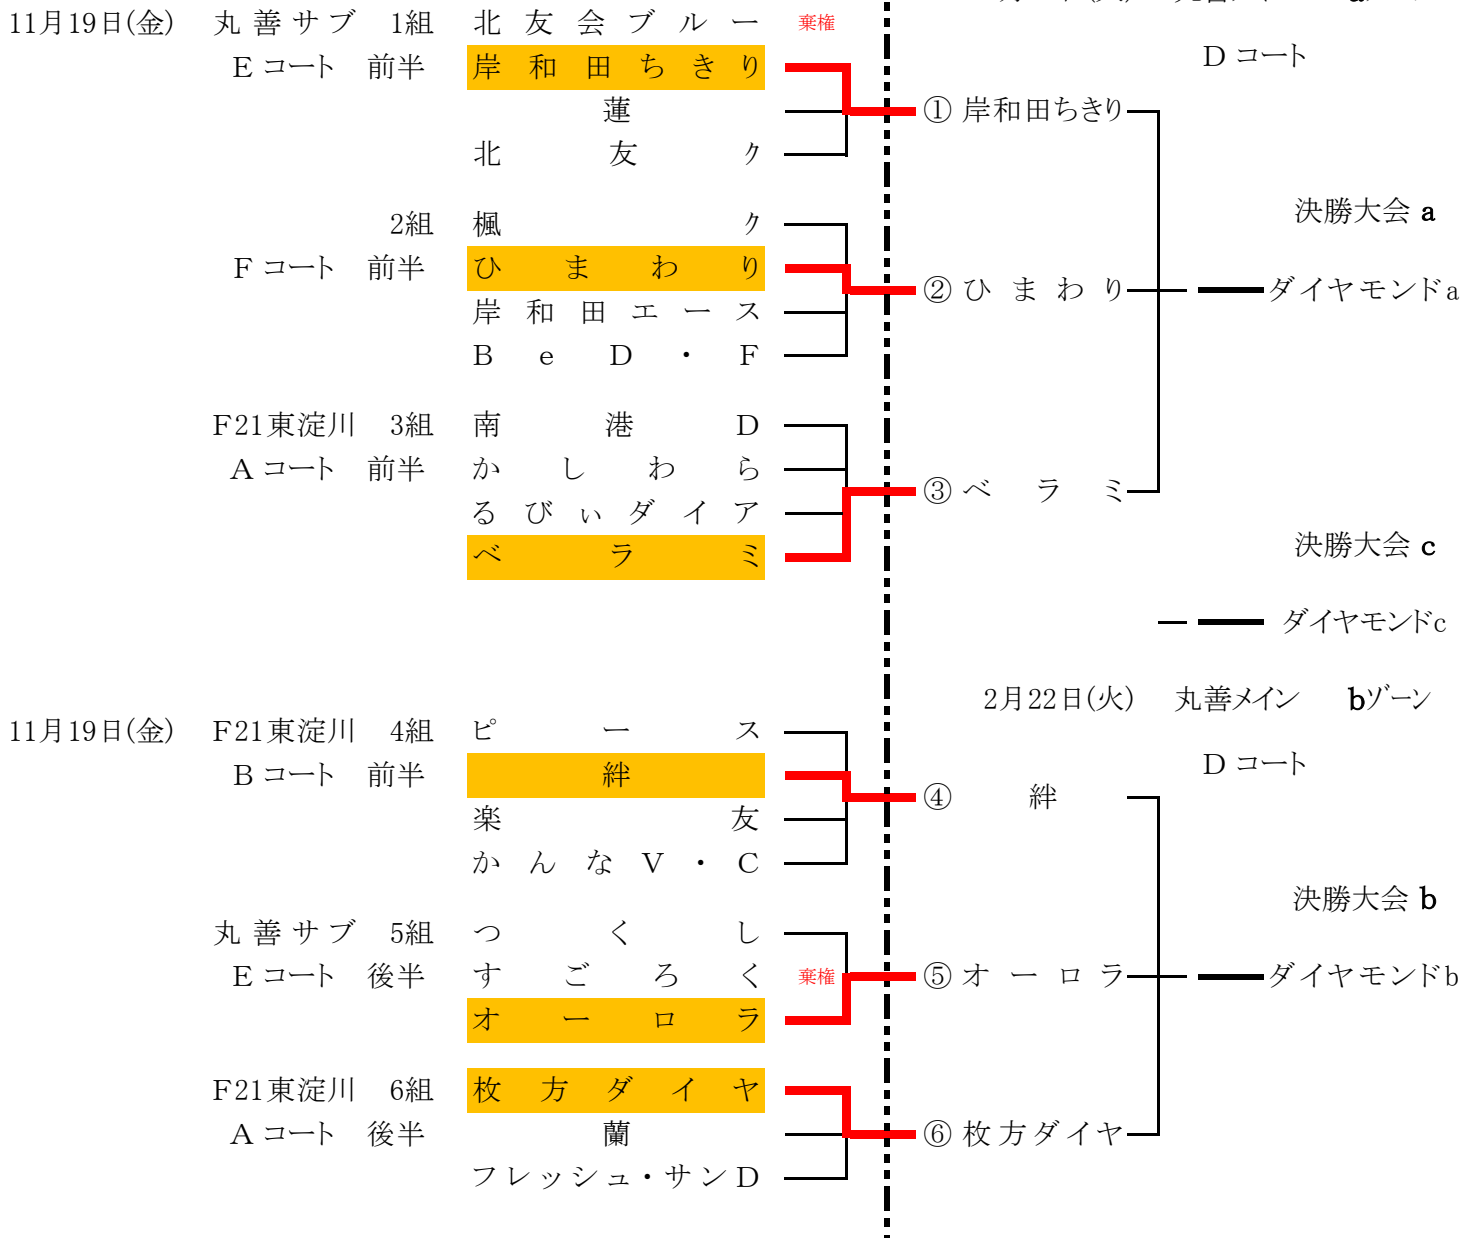 11月19日(金) 丸善サブ 1組 北友会ブルー 棄権
Eコート 前半 岸和田ちきり
Dコート
蓮
① 岸和田ちきり
北友ク
決勝大会 a
2組 楓ク
Fコート 前半 ひまわり
② ひまわり
ダイヤモンドa
岸和田エース
BeD・F
F21東淀川 3組 南港D
Aコート 前半 かしわら
③ ベラミ
るびぃダイア
ベラミ
決勝大会 c
ダイヤモンドc
2月22日(火) 丸善メイン bゾーン
11月19日(金) F21東淀川 4組 ピース
Bコート 前半 絆
Dコート
④ 絆
楽友
かんなV・C
決勝大会 b
丸善サブ 5組 つくし
Eコート 後半 すごろく 棄権
⑤ オーロラ
ダイヤモンドb
オーロラ
F21東淀川 6組 枚方ダイヤ
Aコート 後半 蘭
⑥ 枚方ダイヤ
フレッシュ・サンD